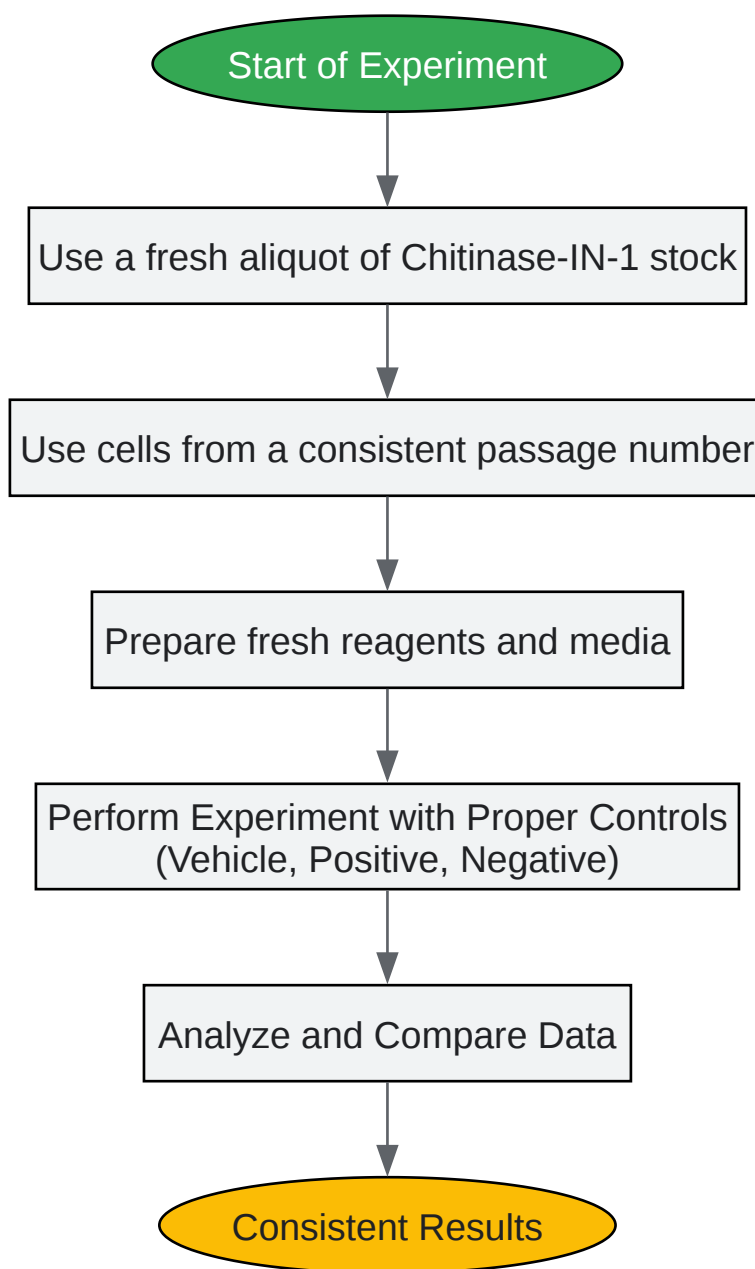 Start of Experiment
Use a fresh aliquot of Chitinase-IN-1 stock
Use cells from a consistent passage number
Prepare fresh reagents and media
Perform Experiment with Proper Controls
(Vehicle, Positive, Negative)
Analyze and Compare Data
Consistent Results